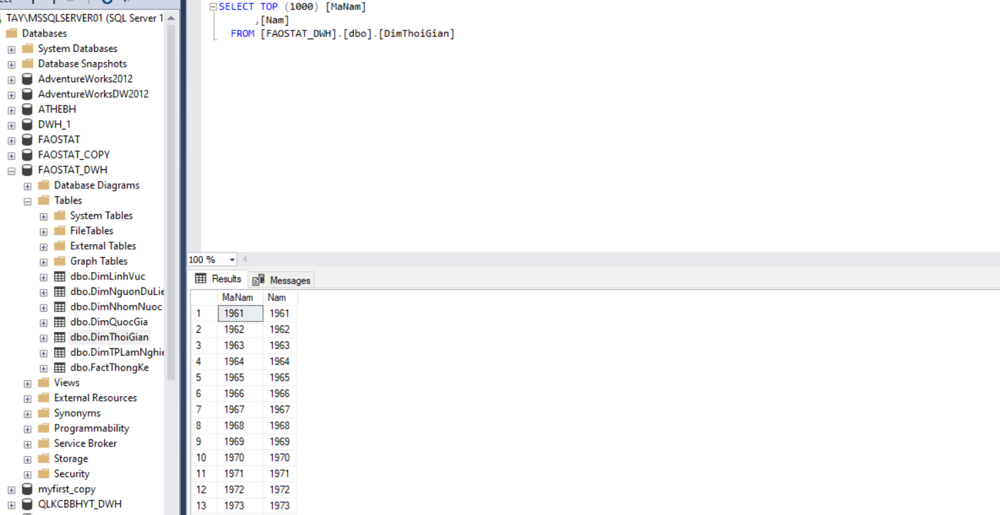 TAY\MSSQLSERVER01 (SQL Server 1
Databases
System Databases
Database Snapshots
AdventureWorks2012
AdventureWorksDW2012
ATHEBH
DWH_1
FAOSTAT
FAOSTAT_COPY
FAOSTAT_DWH
Database Diagrams
Tables
System Tables
FileTables
External Tables
Graph Tables
dbo.DimLinhVuc
dbo.DimNguonDuLie
dbo.DimNhomNuoc
dbo.DimQuocGia
dbo.DimThoiGian
dbo.DimTPLamNghie
dbo.FactThongKe
Views
External Resources
Synonyms
Programmability
Service Broker
Storage
Security
myfirst_copy
QLKCBBHYT_DWH
SELECT TOP (1000) [MaNam]
,[Nam]
FROM [FAOSTAT_DWH].[dbo].[DimThoiGian]
100 %
Results Messages
MaNam Nam
1 1961 1961
2 1962 1962
3 1963 1963
4 1964 1964
5 1965 1965
6 1966 1966
7 1967 1967
8 1968 1968
9 1969 1969
10 1970 1970
11 1971 1971
12 1972 1972
13 1973 1973